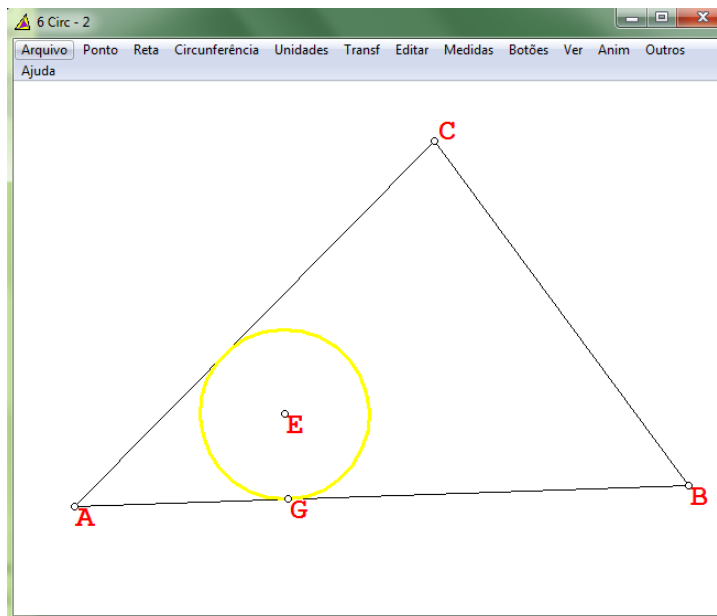 6 Circ - 2
Arquivo Ponto Reta Circunferência Unidades Transf Editar Medidas Botões Ver Anim Outros
Ajuda
C
E
B
G
A